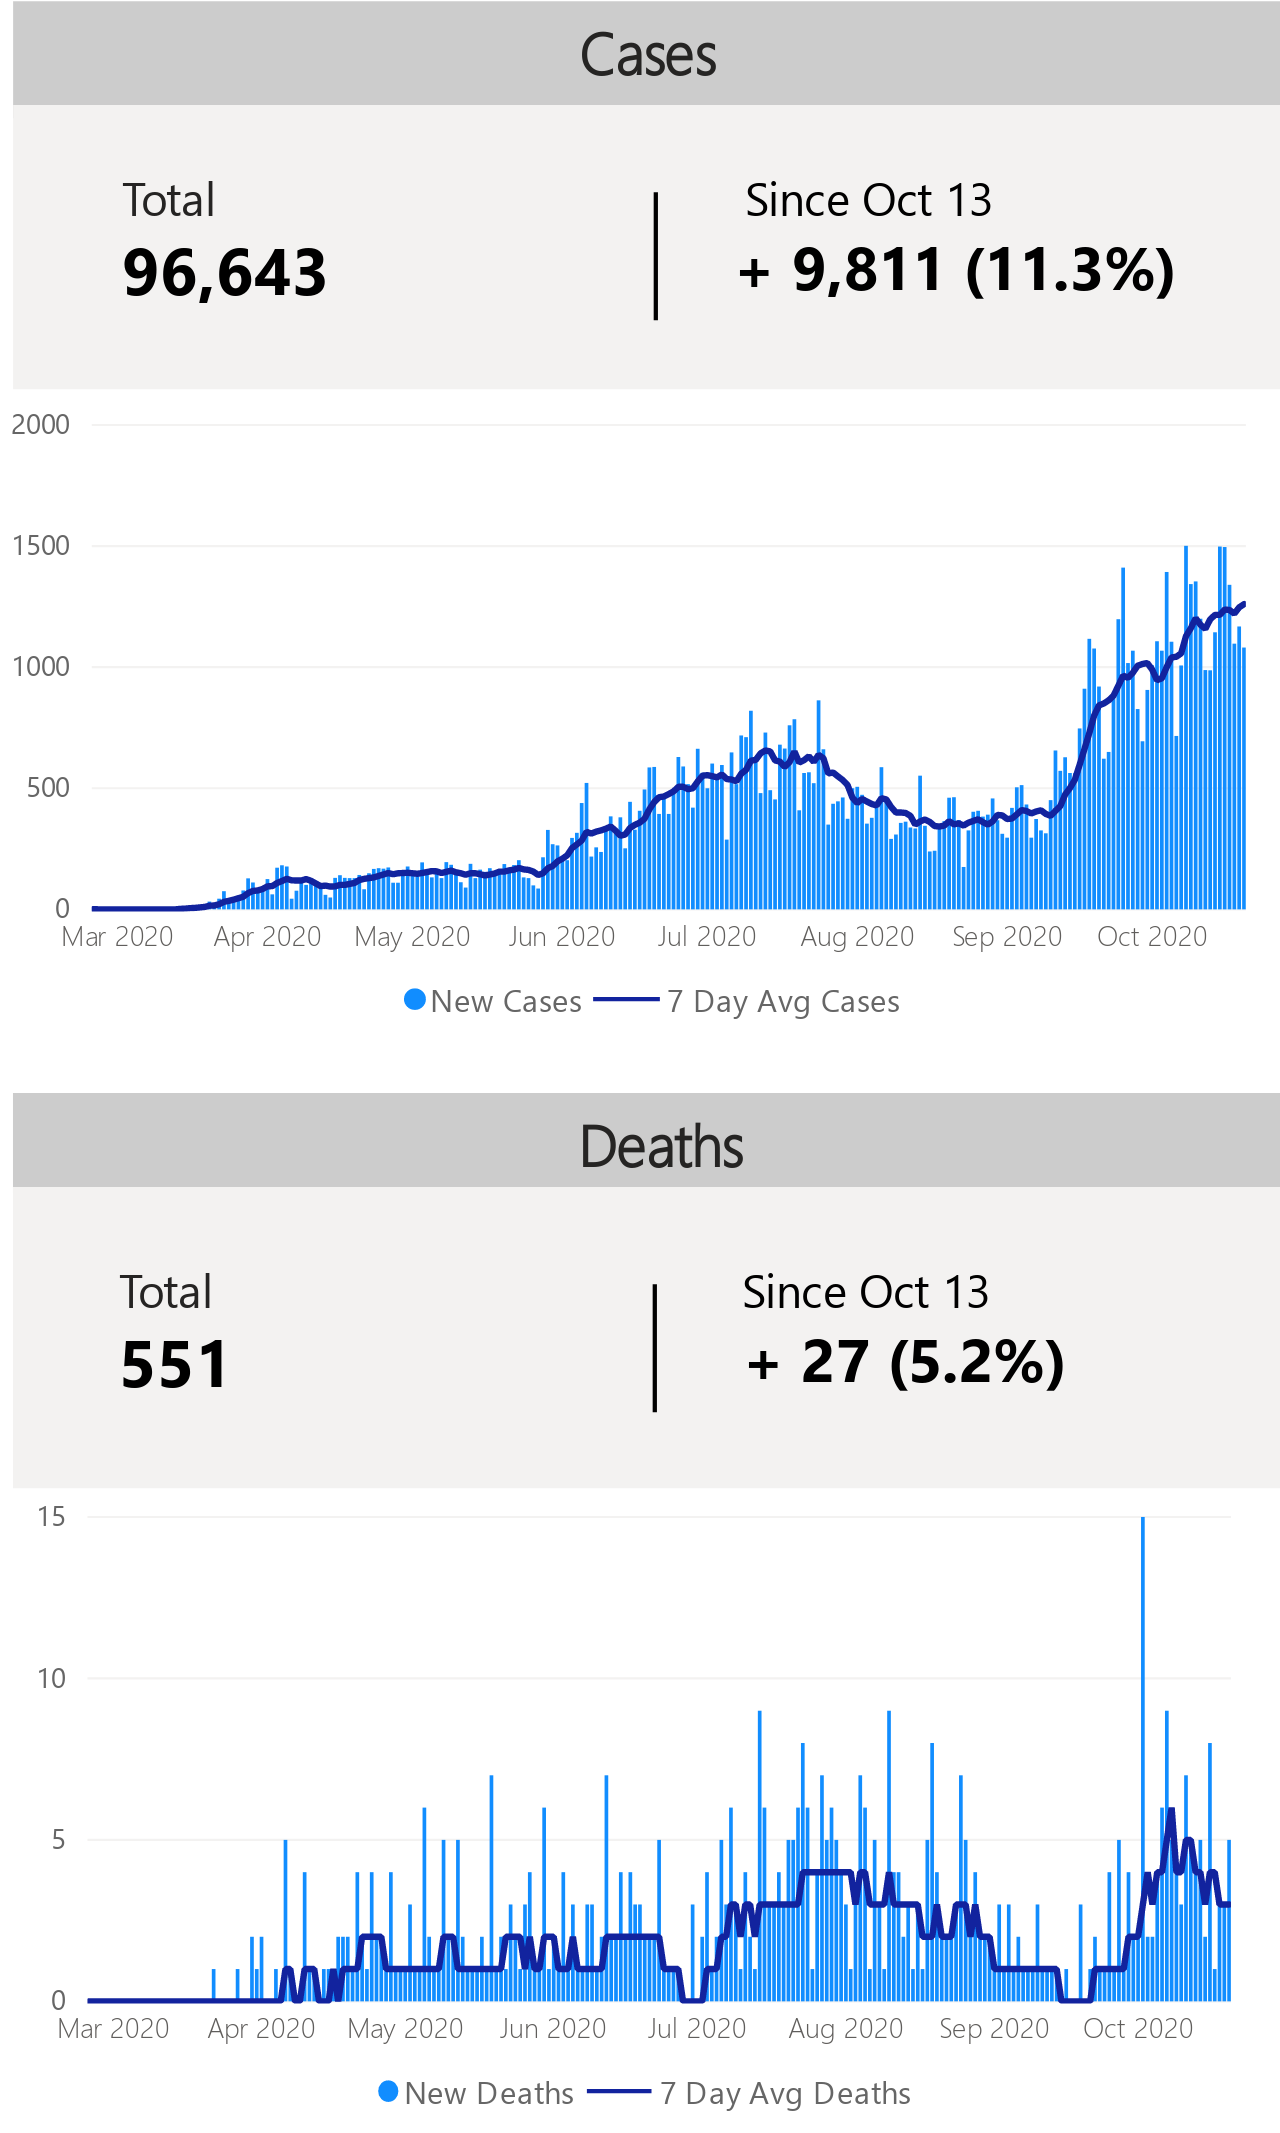 Cases
Total
Since Oct 13
96,643
+ 9,811 (11.3%)
2000
1500
1000
500
0
Mar 2020 Apr 2020 May 2020 Jun 2020 Jul 2020 Aug 2020 Sep 2020 Oct 2020
New Cases 7 Day Avg Cases
Deaths
Total
Since Oct 13
551
+ 27 (5.2%)
15
10
5
0
Mar 2020 Apr 2020 May 2020 Jun 2020 Jul 2020 Aug 2020 Sep 2020 Oct 2020
New Deaths 7 Day Avg Deaths